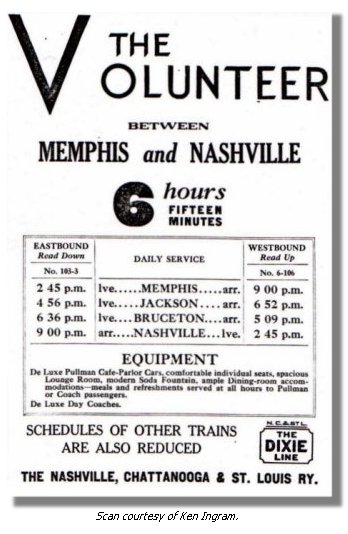 THE
VOLUNTEER
BETWEEN
MEMPHIS and NASHVILLE
6 hours
FIFTEEN
MINUTES
EASTBOUND
Read Down
DAILY SERVICE
WESTBOUND
Read Up
No. 103-3
No. 6-106
2 45 p.m. lve......MEMPHIS.....arr. 9 00 p.m.
4 56 p.m. lve.....JACKSON.....arr. 6 52 p.m.
6 36 p.m. lve....BRUCETON....arr. 5 09 p.m.
9 00 p.m. arr.....NASHVILLE...lve. 2 45 p.m.
EQUIPMENT
De Luxe Pullman Cafe-Parlor Cars, comfortable individual seats, spacious
Lounge Room, modern Soda Fountain, ample Dining-room accom-
modations—meals and refreshments served at all hours to Pullman
or Coach passengers.
De Luxe Day Coaches.
SCHEDULES OF OTHER TRAINS
ARE ALSO REDUCED
N.C.& ST L.
THE
DIXIE
LINE
THE NASHVILLE, CHATTANOOGA & ST. LOUIS RY.
Scan courtesy of Ken Ingram.